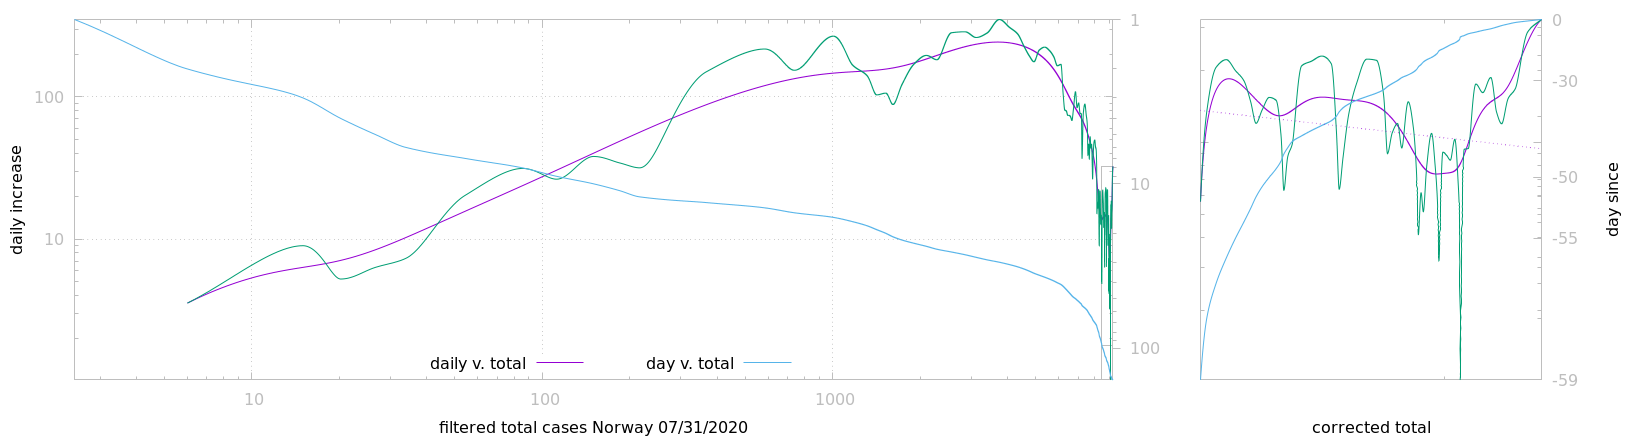 daily increase
100
10
1
10
100
daily v. total
day v. total
10
100
1000
filtered total cases Norway 07/31/2020
0
-30
-50
-55
-59
day since
corrected total